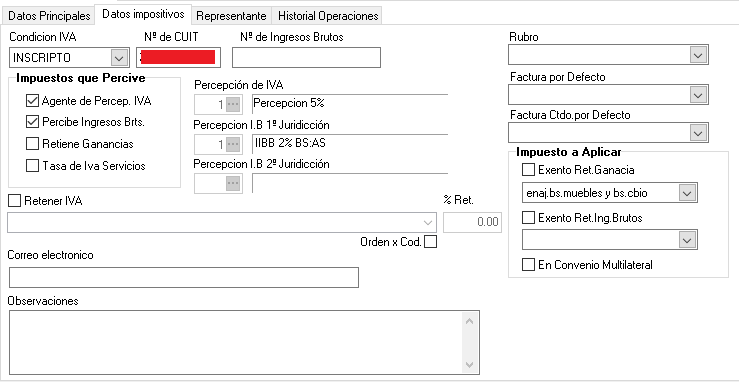 Datos Principales Datos impositivos Representante Historial Operaciones
Condicion IVA Nº de CUIT Nº de Ingresos Brutos
INSCRIPTO
Rubro
Factura por Defecto
Factura Ctdo.por Defecto
Impuestos que Percive
Agente de Percep. IVA
Percibe Ingresos Brts.
Retiene Ganancias
Tasa de Iva Servicios
Percepción de IVA
1 ... Percepcion 5%
Percepcion I.B 1ª Juridicción
1 ... IIBB 2% BS:AS
Percepcion I.B 2ª Juridicción
...
Impuesto a Aplicar
Exento Ret.Ganacia
enaj.bs.muebles y bs.cbio
Exento Ret.Ing.Brutos
En Convenio Multilateral
Retener IVA % Ret.
0.00
Orden x Cod.
Correo electronico
Observaciones